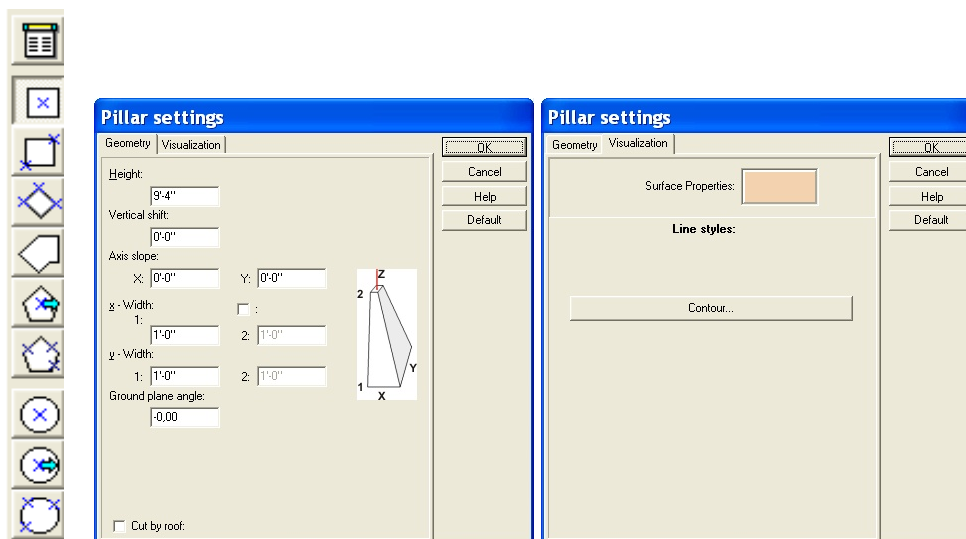 Pillar settings
Geometry Visualization
OK
Cancel
Help
Default
Height:
9'-4"
Vertical shift:
0'-0"
Axis slope:
X: 0'-0" Y: 0'-0"
x - Width: :
1:
1'-0" 2: 1'-0"
y - Width:
1: 1'-0" 2: 1'-0"
Ground plane angle:
-0,00
Cut by roof:
Z
2
Y
1
X
Pillar settings
Geometry Visualization
OK
Cancel
Help
Default
Surface Properties:
Line styles:
Contour...